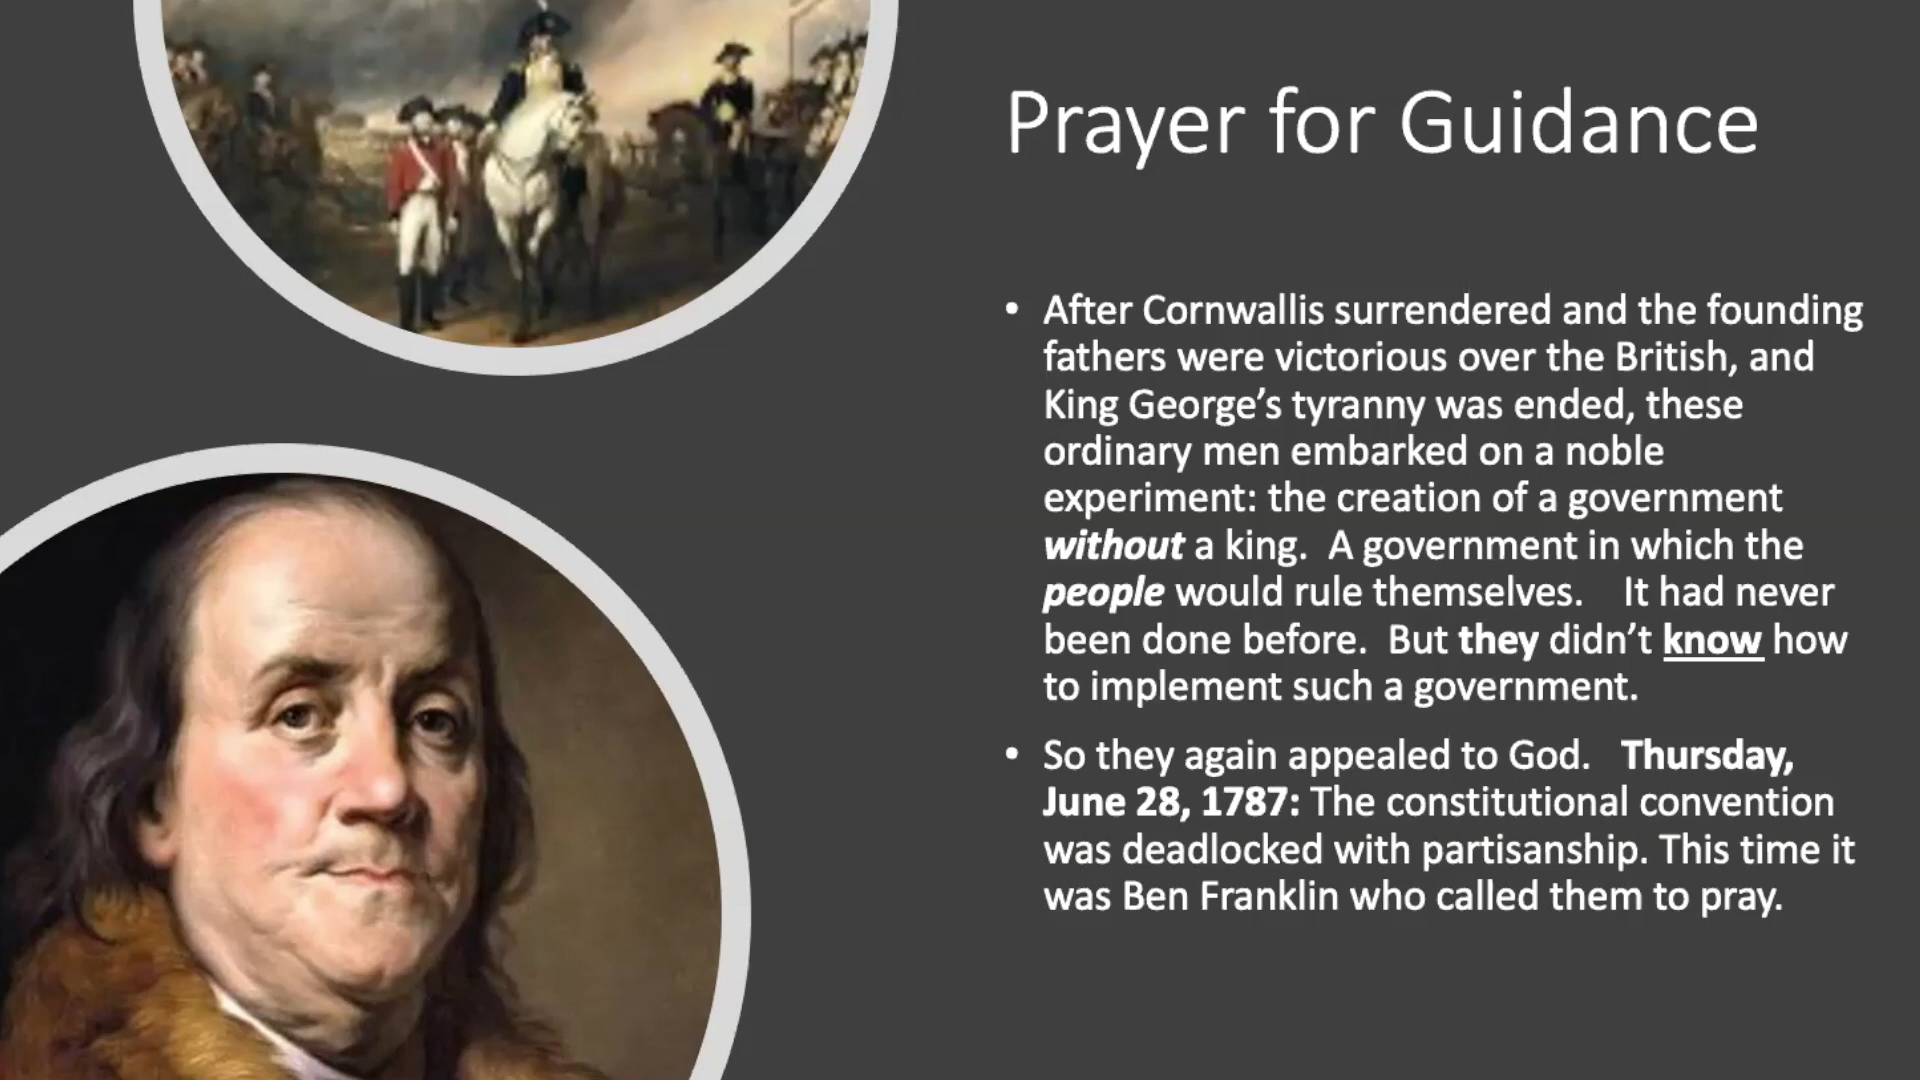 Prayer for Guidance
• After Cornwallis surrendered and the founding
fathers were victorious over the British, and
King George’s tyranny was ended, these
ordinary men embarked on a noble
experiment: the creation of a government
without a king.  A government in which the
people would rule themselves.    It had never
been done before.  But they didn’t know how
to implement such a government.
• So they again appealed to God.   Thursday,
June 28, 1787: The constitutional convention
was deadlocked with partisanship. This time it
was Ben Franklin who called them to pray.